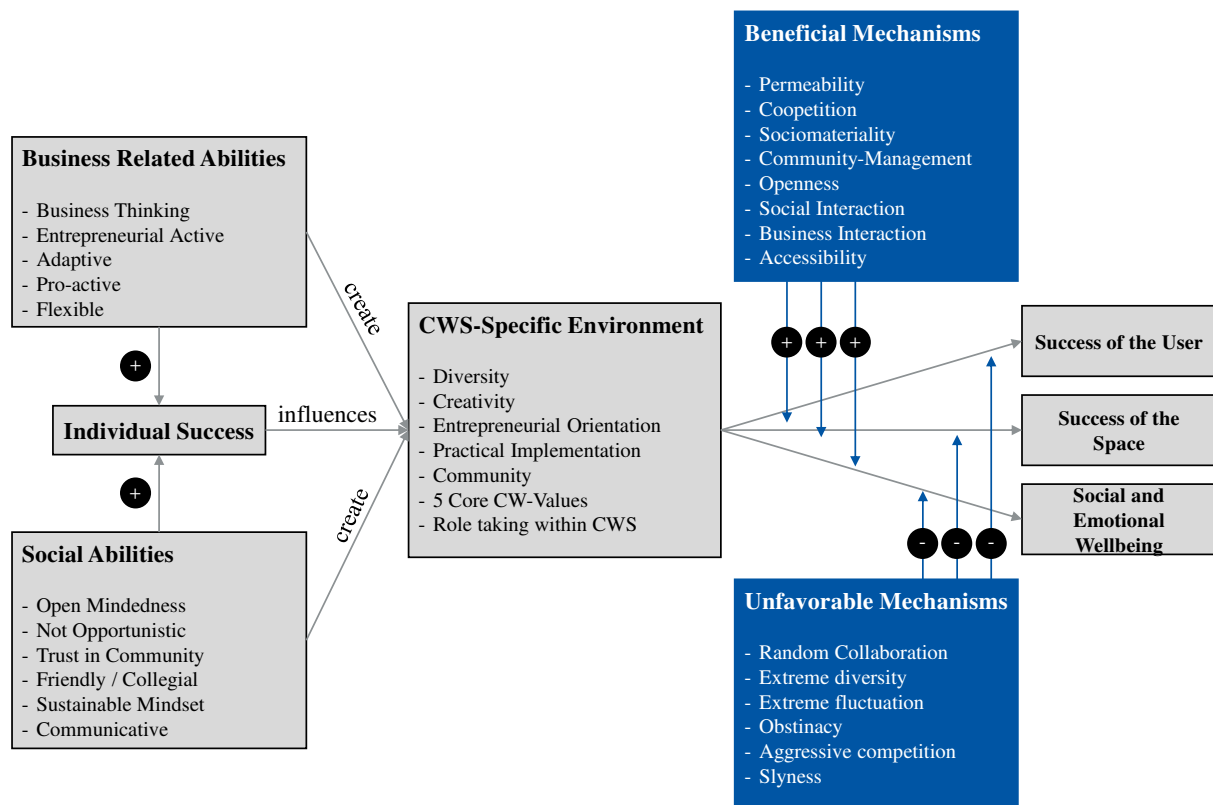 Business Related Abilities
- Business Thinking
- Entrepreneurial Active
- Adaptive
- Pro-active
- Flexible
+
Individual Success
+
Social Abilities
- Open Mindedness
- Not Opportunistic
- Trust in Community
- Friendly / Collegial
- Sustainable Mindset
- Communicative
create
influences
create
CWS-Specific Environment
- Diversity
- Creativity
- Entrepreneurial Orientation
- Practical Implementation
- Community
- 5 Core CW-Values
- Role taking within CWS
Beneficial Mechanisms
- Permeability
- Coopetition
- Sociomateriality
- Community-Management
- Openness
- Social Interaction
- Business Interaction
- Accessibility
+ + +
- - -
Unfavorable Mechanisms
- Random Collaboration
- Extreme diversity
- Extreme fluctuation
- Obstinacy
- Aggressive competition
- Slyness
Success of the User
Success of the
Space
Social and
Emotional
Wellbeing